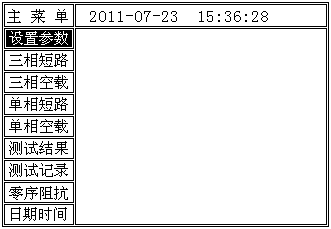 主 菜 单 2011-07-23 15:36:28
设置参数
三相短路
三相空载
单相短路
单相空载
测试结果
测试记录
零序阻抗
日期时间